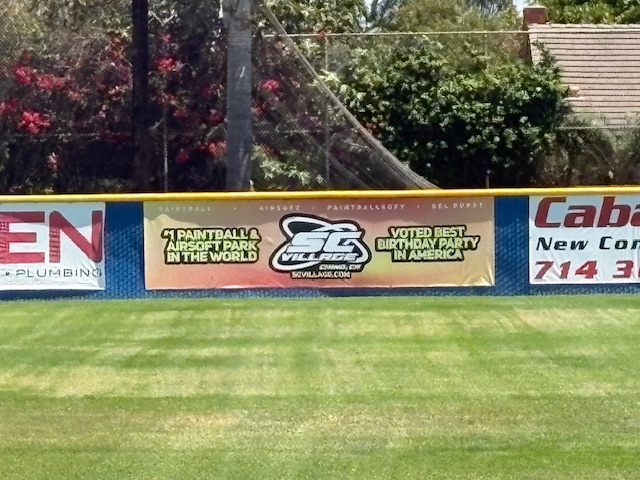 EN
• PLUMBING
PAINTBALL • AIRSOFT • PAINTBALLSOFT • GEL BURST
#1 PAINTBALL &
AIRSOFT PARK
IN THE WORLD
SC
VILLAGE
CHINO, CA
SCVILLAGE.COM
VOTED BEST
BIRTHDAY PARTY
IN AMERICA
Caba
New Con
714 3